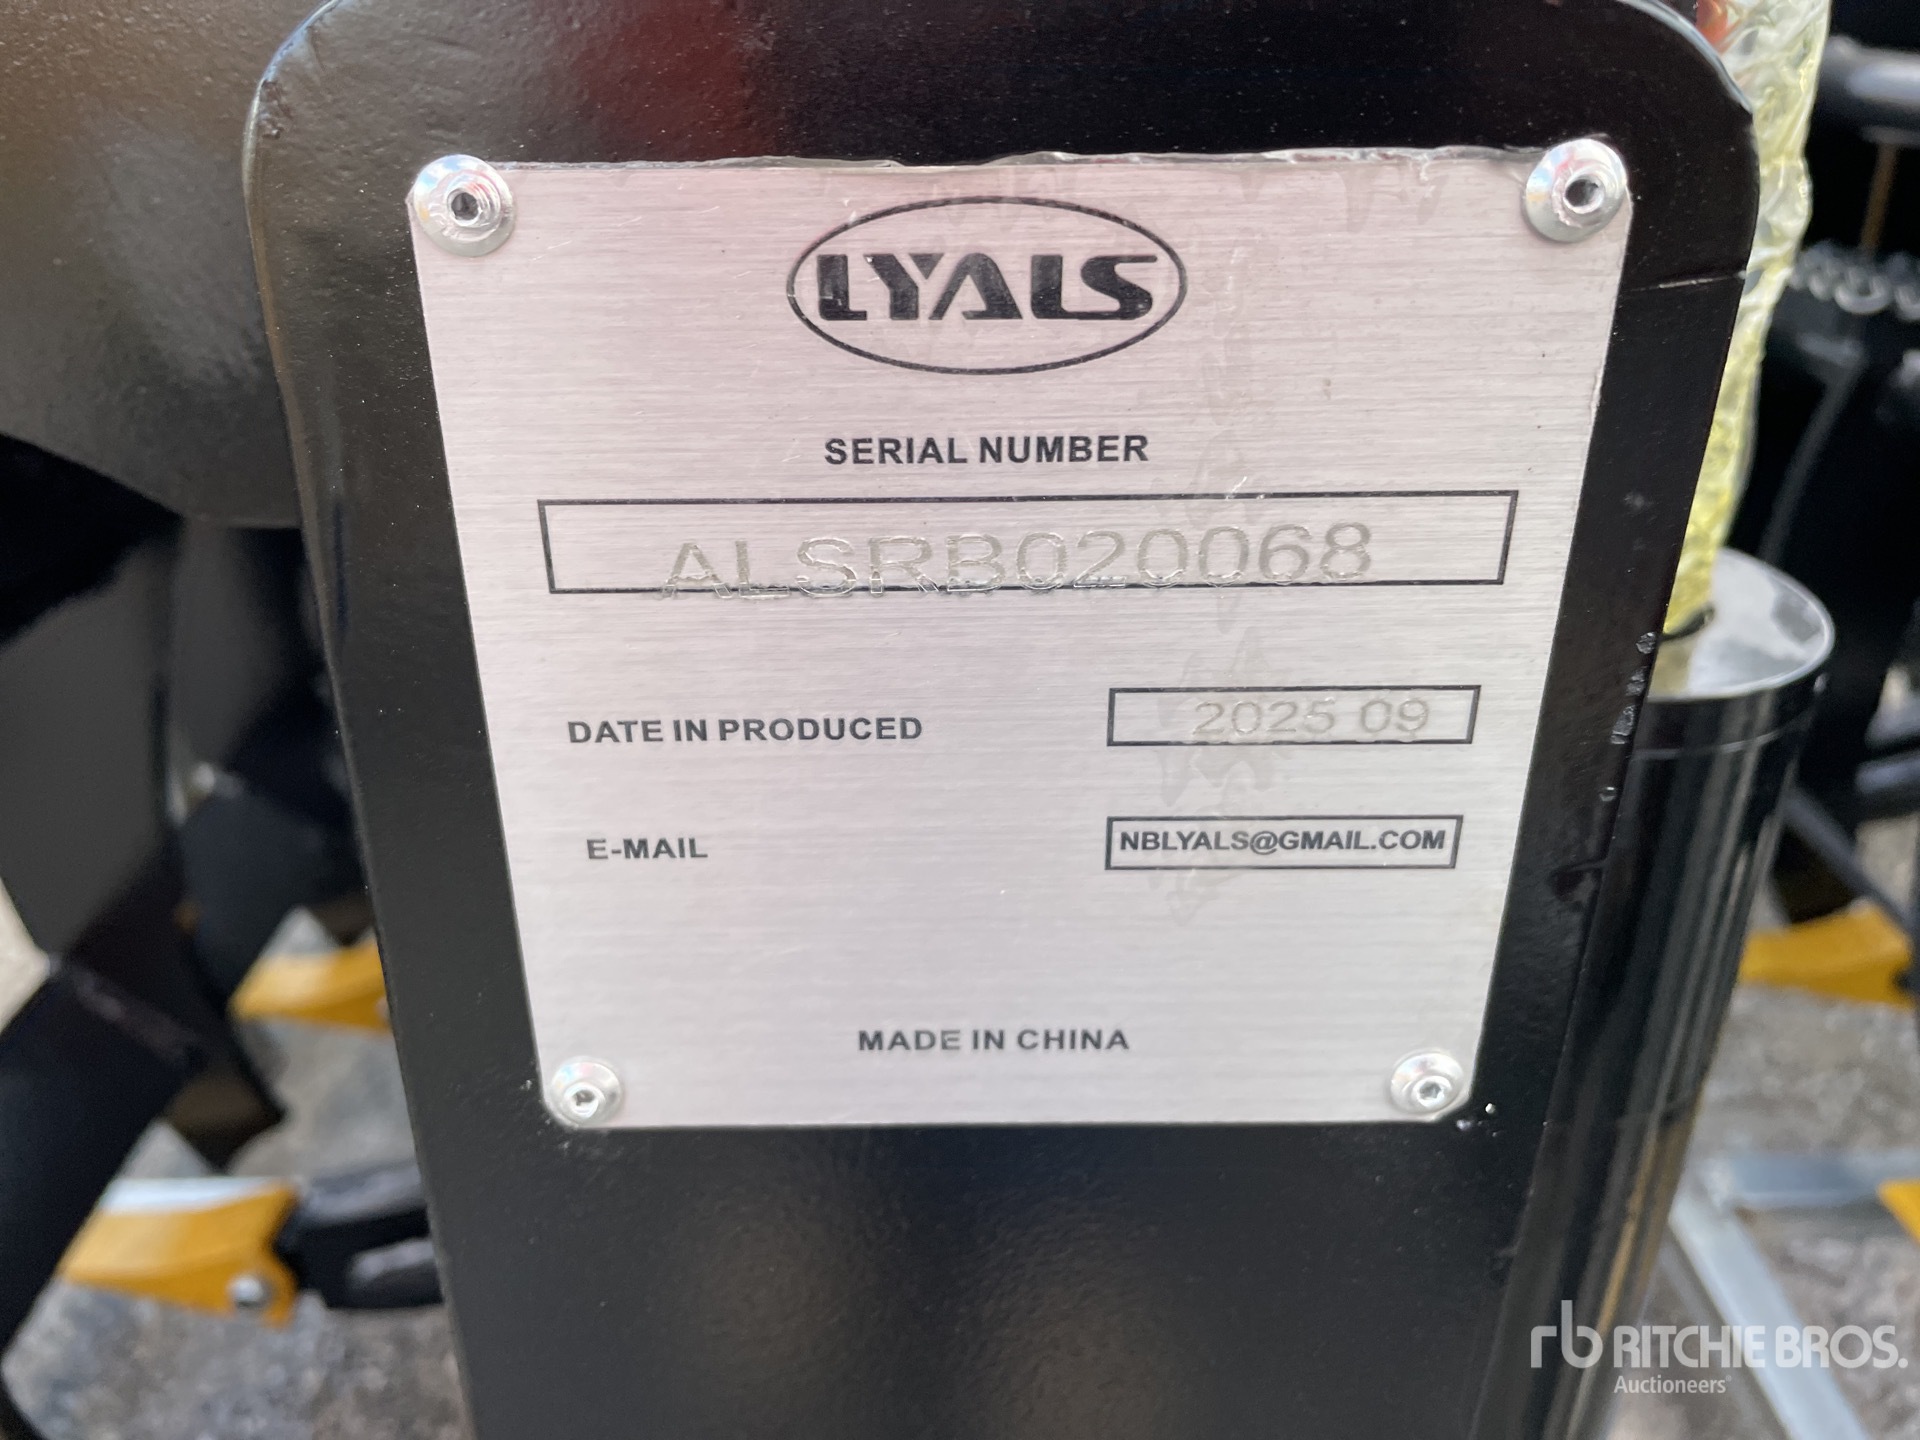 LYALS
SERIAL NUMBER
ALSRB020068
DATE IN PRODUCED 2025 09
E-MAIL NBLYALS@GMAIL.COM
MADE IN CHINA
rb RITCHIE BROS.
Auctioneers